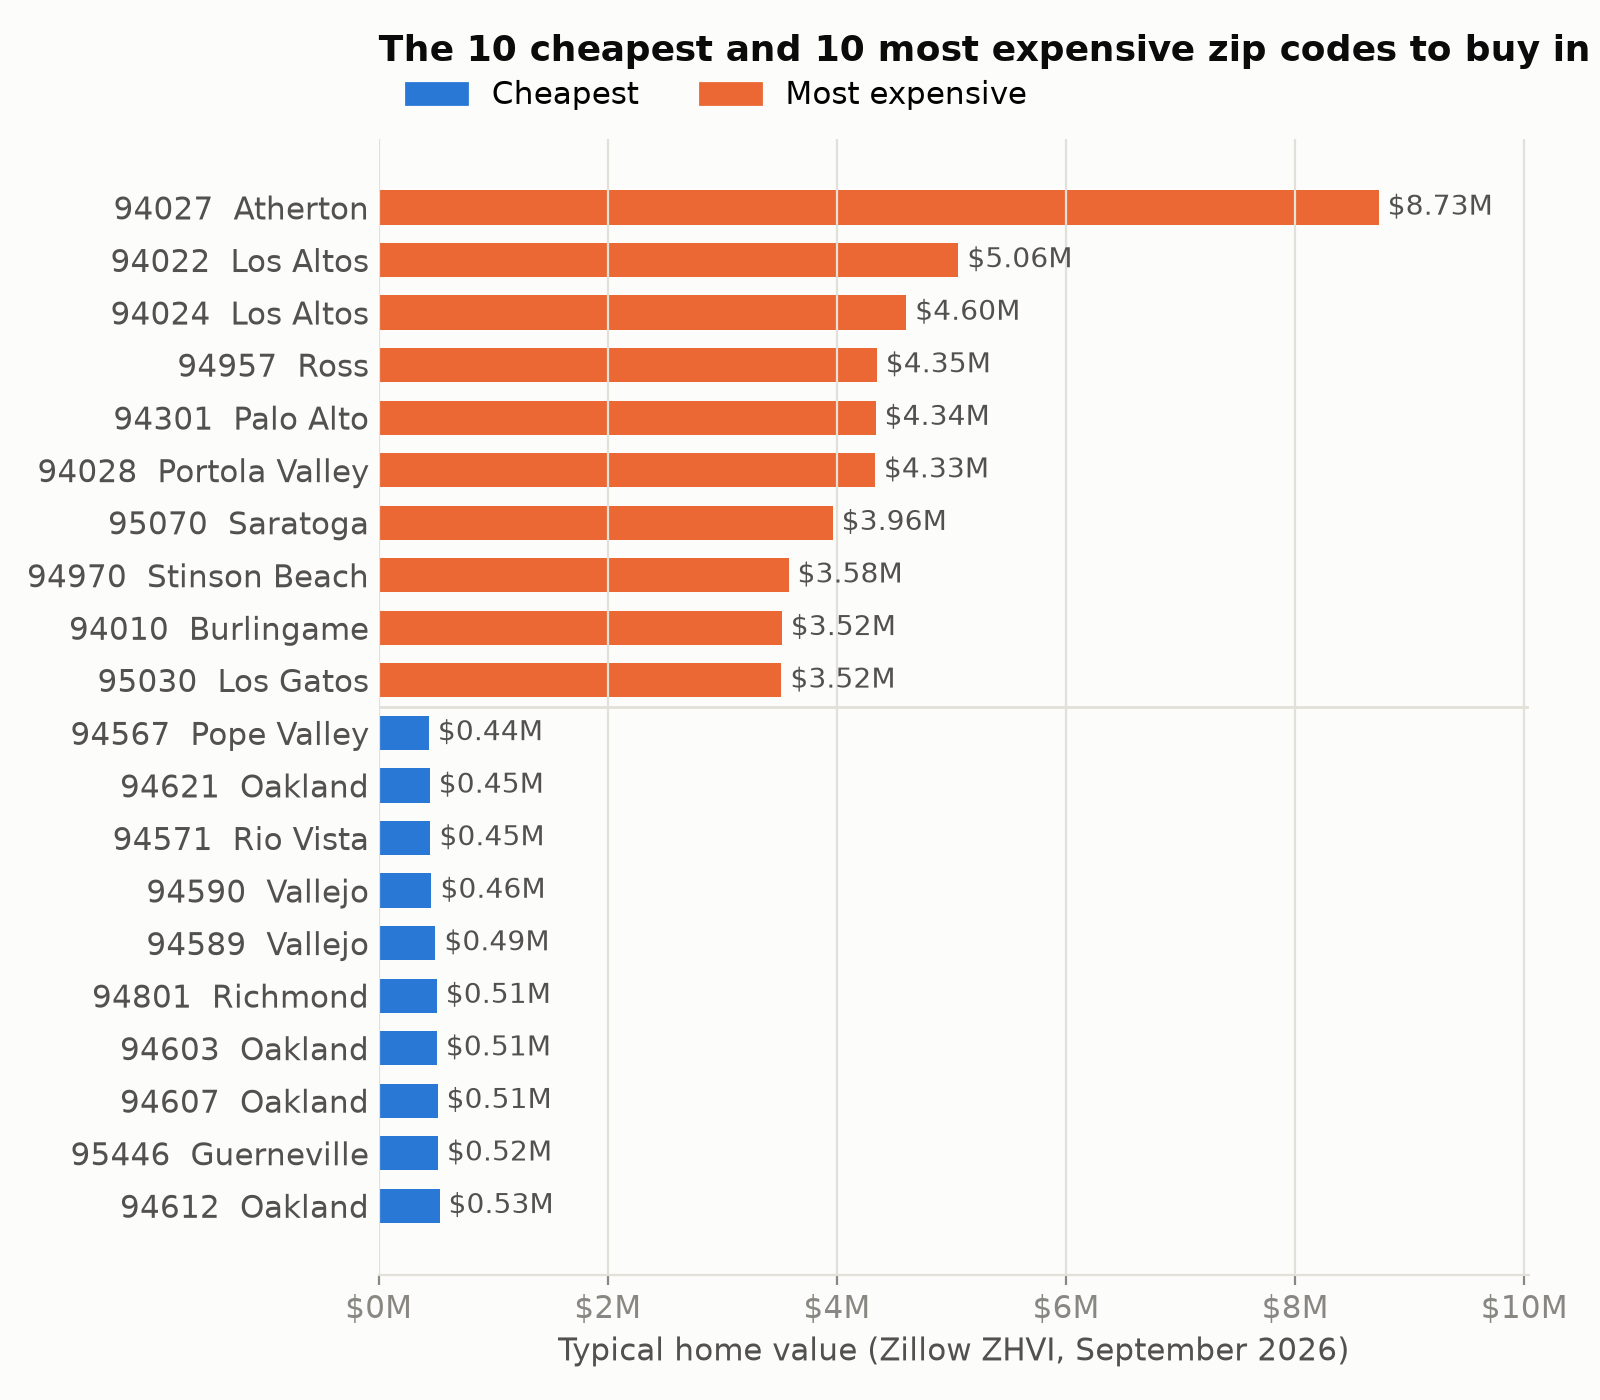 The 10 cheapest and 10 most expensive zip codes to buy in
Cheapest Most expensive
94027 Atherton $8.73M
94022 Los Altos $5.06M
94024 Los Altos $4.60M
94957 Ross $4.35M
94301 Palo Alto $4.34M
94028 Portola Valley $4.33M
95070 Saratoga $3.96M
94970 Stinson Beach $3.58M
94010 Burlingame $3.52M
95030 Los Gatos $3.52M
94567 Pope Valley $0.44M
94621 Oakland $0.45M
94571 Rio Vista $0.45M
94590 Vallejo $0.46M
94589 Vallejo $0.49M
94801 Richmond $0.51M
94603 Oakland $0.51M
94607 Oakland $0.51M
95446 Guerneville $0.52M
94612 Oakland $0.53M
$0M $2M $4M $6M $8M $10M
Typical home value (Zillow ZHVI, September 2026)